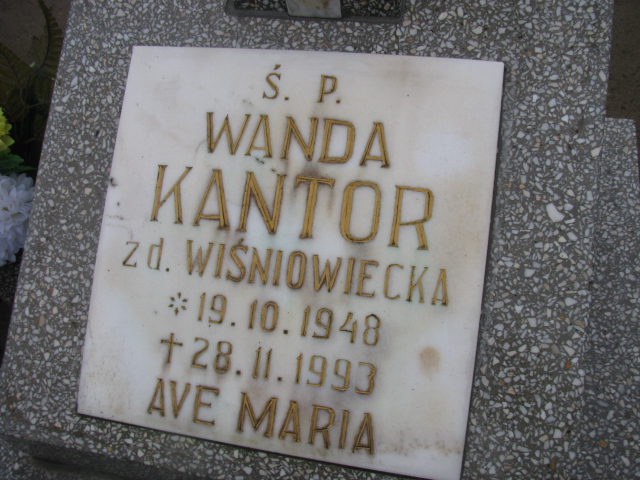 Ś. P.
WANDA
KANTOR
zd. WIŚNIOWIECKA
* 19.10.1948
✝ 28.11.1993
AVE MARIA